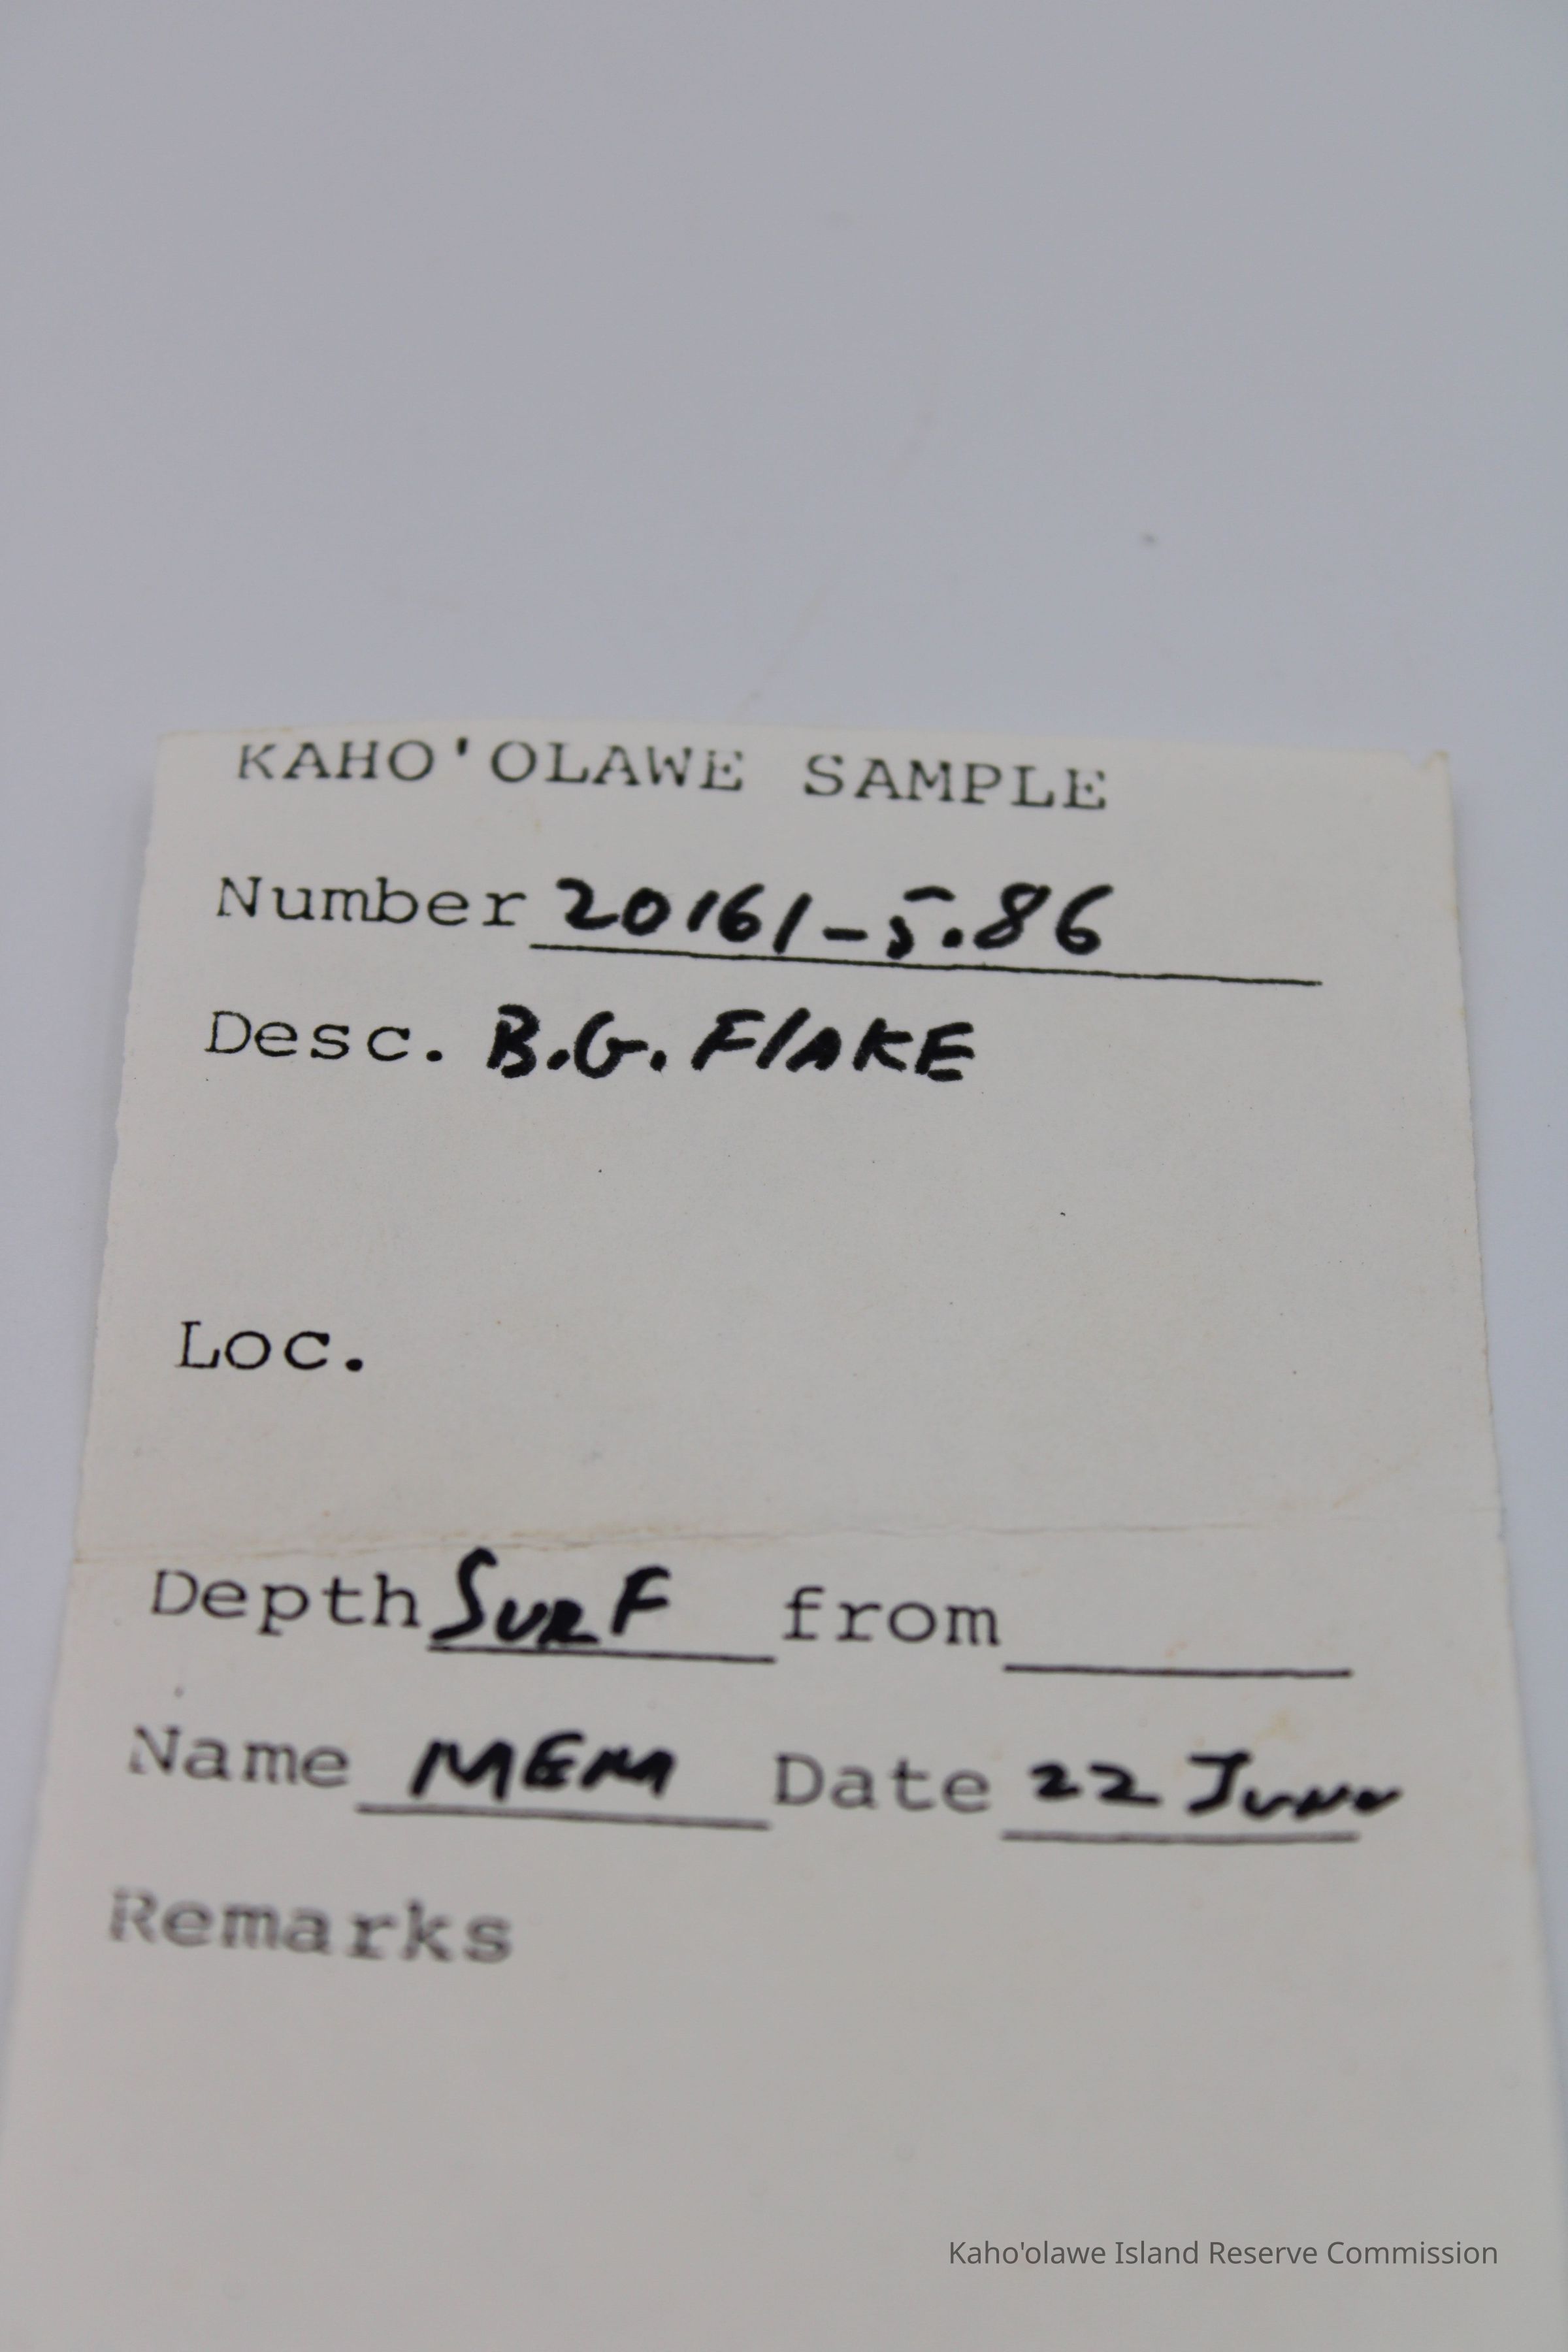 KAHO'OLAWE SAMPLE
Number 20161-5.86
Desc. B.G. FlAKE
Loc.
Depth SURF from
Name MEM Date 22 June
Remarks
Kaho'olawe Island Reserve Commission